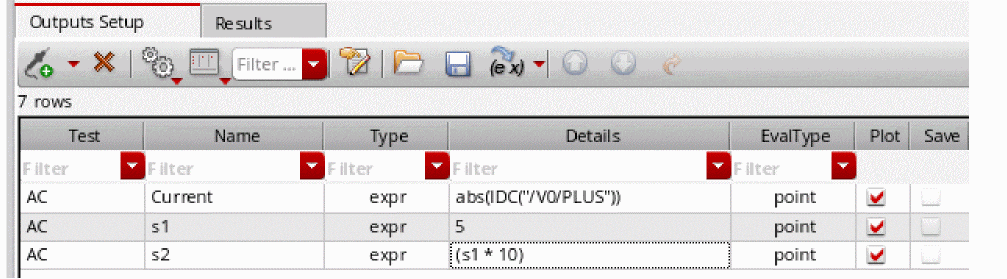 Outputs Setup Results
Filter ... (e x)
7 rows
Test Name Type Details EvalType Plot Save
Filter Filter Filter Filter Filter
AC Current expr abs(IDC("/V0/PLUS")) point
AC s1 expr 5 point
AC s2 expr (s1 * 10) point